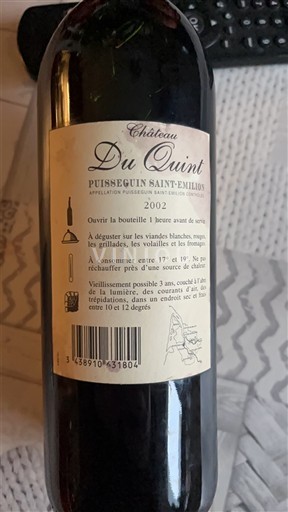 Château
Du Quint
PUISSEGUIN SAINT-EMILION
APPELLATION PUISSEGUIN SAINT-EMILION CONTRÔLÉE
2002
Ouvrir la bouteille 1 heure avant de servir.
A déguster sur les viandes blanches, rouges,
les grillades, les volailles et les fromages.
A consommer entre 17° et 19°. Ne pas
réchauffer près d'une source de chaleur.
Vieillissement possible 3 ans, couché à l'abri
de la lumière, des courants d'air, des
trépidations, dans un endroit sec et frais
entre 10 et 12 degrés
3 438910 431804